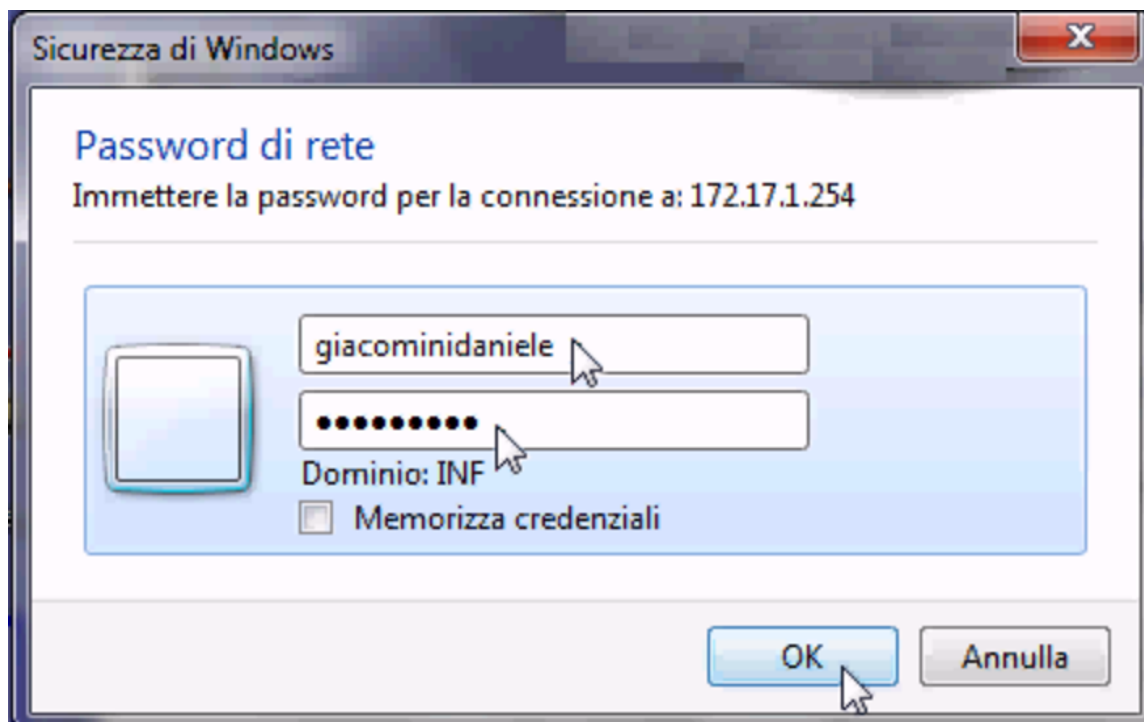 Sicurezza di Windows
Password di rete
Immettere la password per la connessione a: 172.17.1.254
giacominidaniele
●●●●●●●●●
Dominio: INF
Memorizza credenziali
OK
Annulla